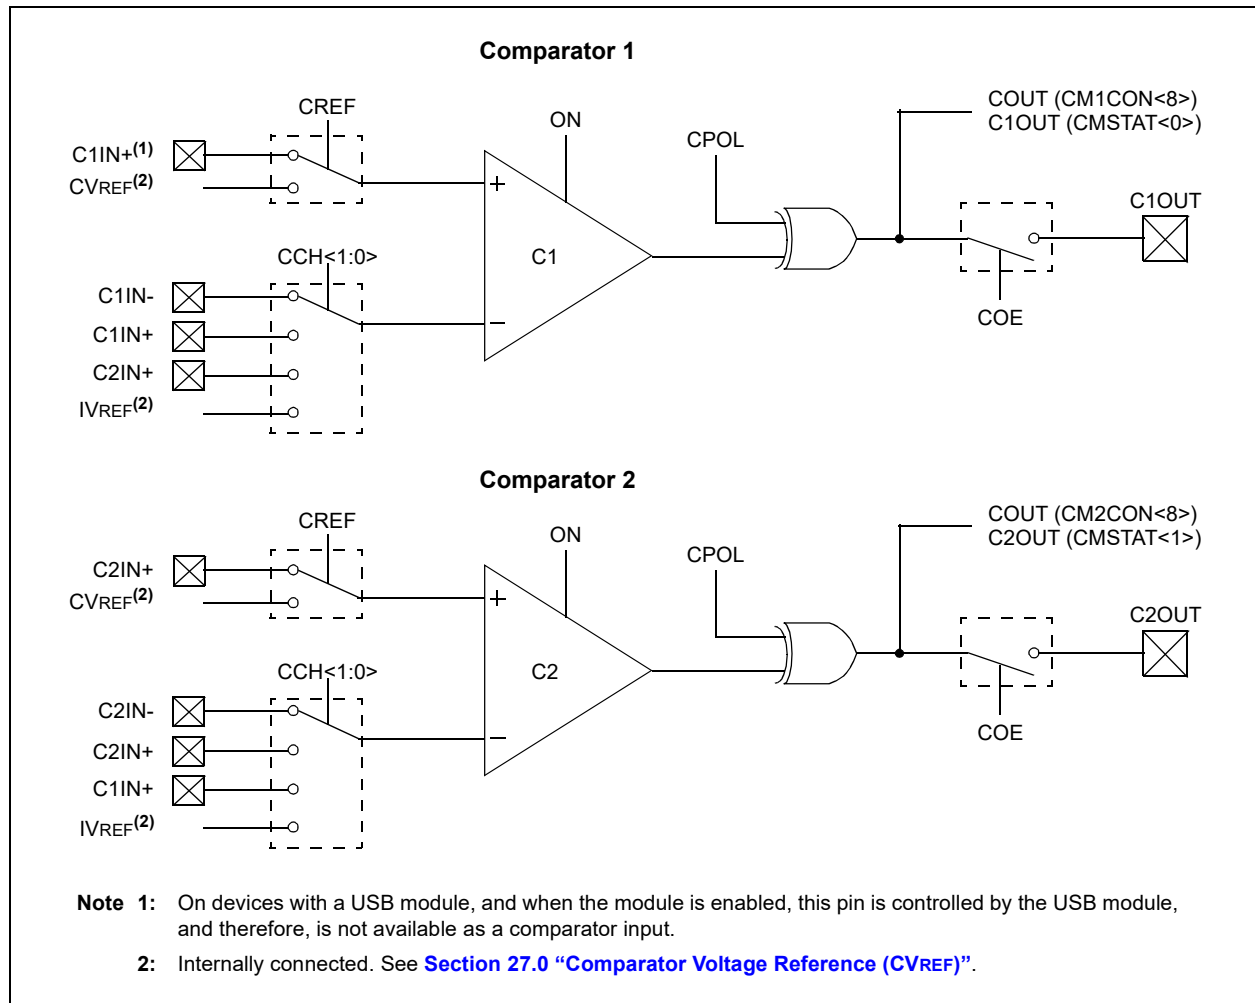 Comparator 1
CREF
ON
CPOL
COUT (CM1CON<8>)
C1OUT (CMSTAT<0>)
C1IN+(1)
CVREF(2)
C1OUT
CCH<1:0>
C1
C1IN-
C1IN+
C2IN+
IVREF(2)
+
–
COE
Comparator 2
CREF
ON
CPOL
COUT (CM2CON<8>)
C2OUT (CMSTAT<1>)
C2IN+
CVREF(2)
C2OUT
CCH<1:0>
C2
C2IN-
C2IN+
C1IN+
IVREF(2)
+
–
COE
Note 1: On devices with a USB module, and when the module is enabled, this pin is controlled by the USB module,
and therefore, is not available as a comparator input.
2: Internally connected. See Section 27.0 “Comparator Voltage Reference (CVREF)”.